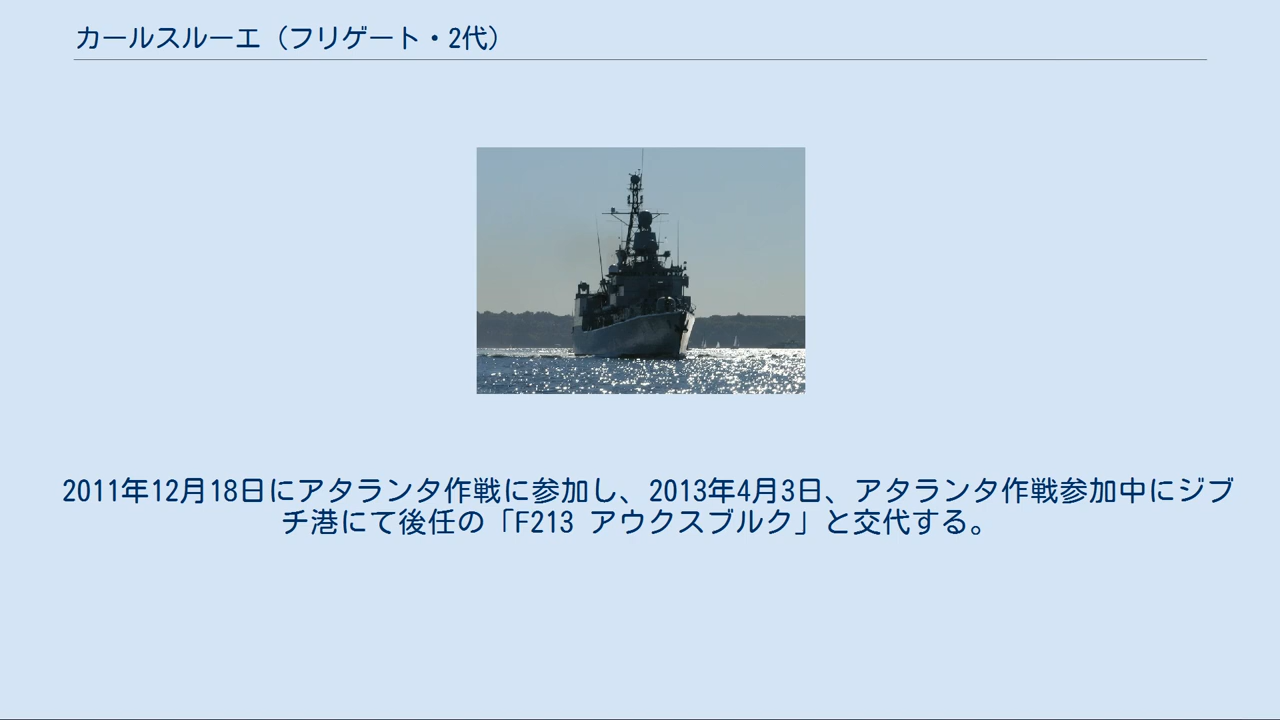 カールスルーエ（フリゲート・2代）
2011年12月18日にアタランタ作戦に参加し、2013年4月3日、アタランタ作戦参加中にジブ
チ港にて後任の「F213 アウクスブルク」と交代する。